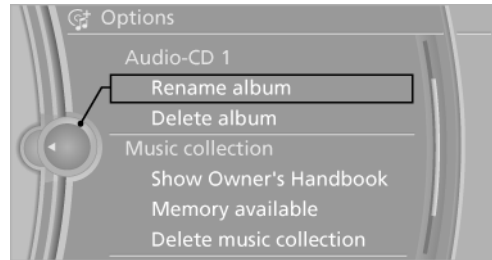 Options
Audio-CD 1
Rename album
Delete album
Music collection
Show Owner's Handbook
Memory available
Delete music collection